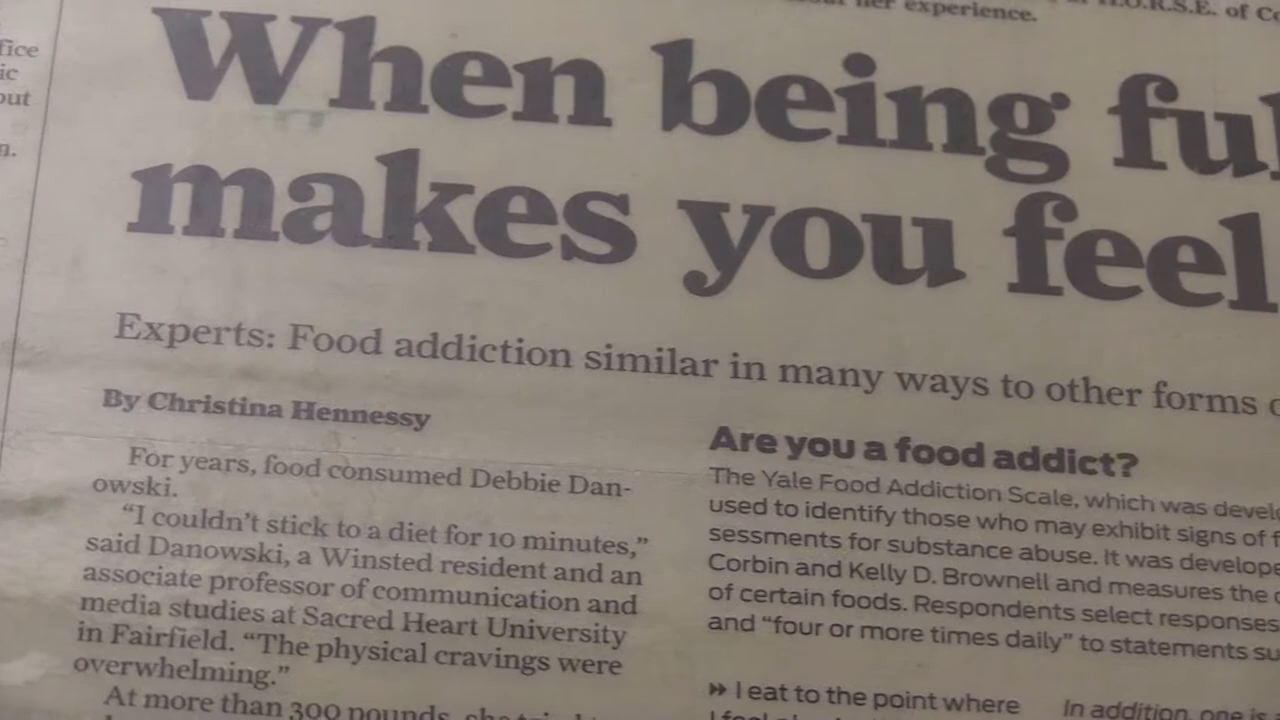 her experience.
H.O.R.S.E. of
fice
ic
out
n.
When being
makes you feel
Experts: Food addiction similar in many ways to other forms
By Christina Hennessy
For years, food consumed Debbie Dan-
owski.
“I couldn’t stick to a diet for 10 minutes,”
said Danowski, a Winsted resident and an
associate professor of communication and
media studies at Sacred Heart University
in Fairfield. “The physical cravings were
overwhelming.”
At more than 300 pounds, she
Are you a food addict?
The Yale Food Addiction Scale, which was
used to identify those who may exhibit signs of
sessments for substance abuse. It was
Corbin and Kelly D. Brownell and measures the
of certain foods. Respondents select responses
and “four or more times daily” to statements
» I eat to the point where
In addition, one is